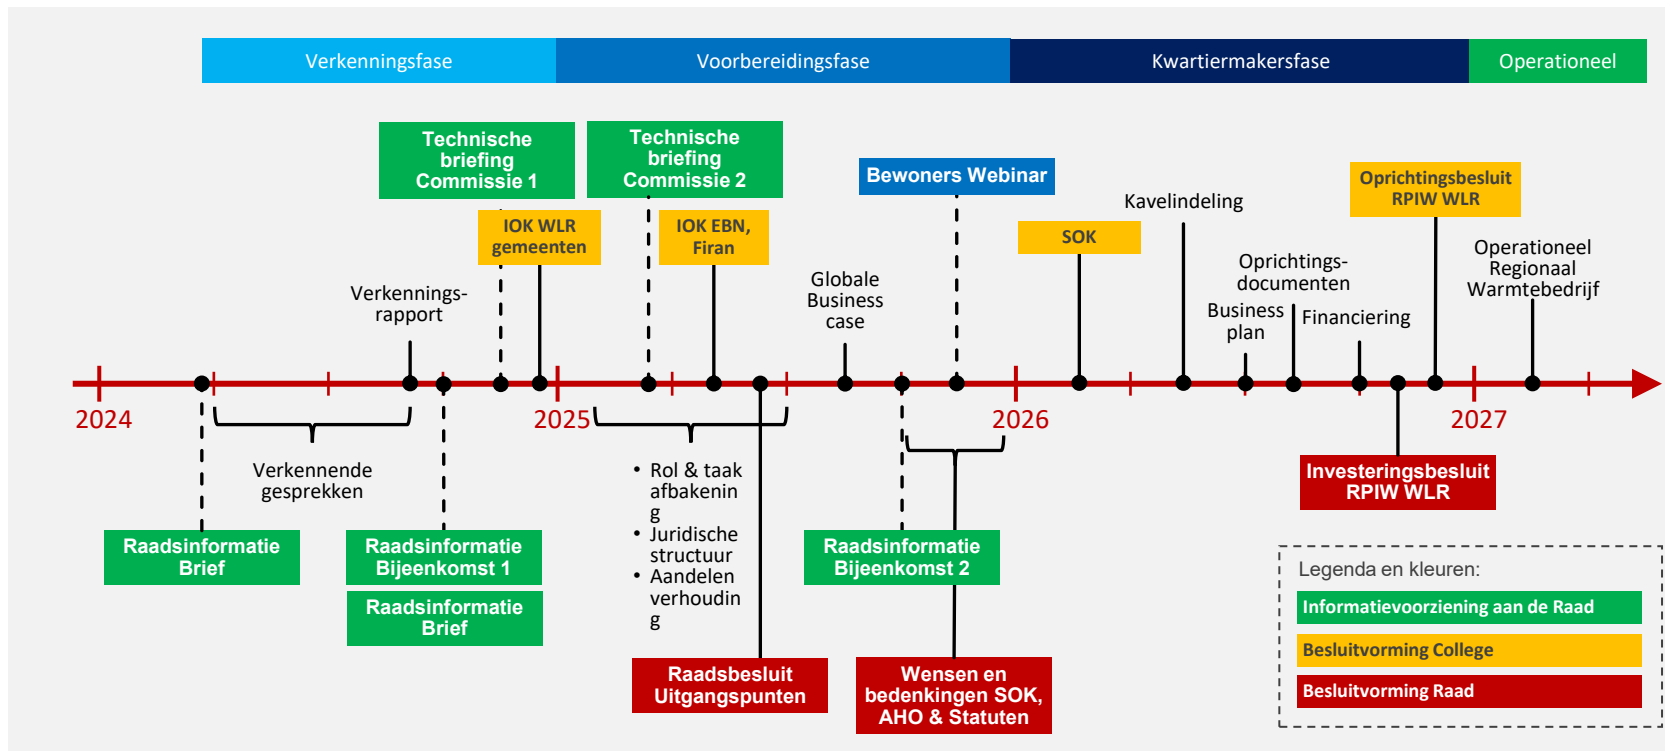 Verkenningsfase
Voorbereidingsfase
Kwartiermakersfase
Operationeel
Technische
briefing
Commissie 1
Technische
briefing
Commissie 2
Bewoners Webinar
Oprichtingsbesluit
RPIW WLR
IOK WLR
gemeenten
IOK EBN,
Firan
SOK
Kavelindeling
Verkennings-
rapport
Globale
Business
case
Oprichtings-
documenten
Business
plan
Financiering
Operationeel
Regionaal
Warmtebedrijf
2024
2025
2026
2027
Verkennende
gesprekken
• Rol & taak
afbakenin
g
• Juridische
structuur
• Aandelen
verhoudin
g
Investeringsbesluit
RPIW WLR
Raadsinformatie
Brief
Raadsinformatie
Bijeenkomst 1
Raadsinformatie
Brief
Raadsinformatie
Bijeenkomst 2
Raadsbesluit
Uitgangspunten
Wensen en
bedenkingen SOK,
AHO & Statuten
Legenda en kleuren:
Informatievoorziening aan de Raad
Besluitvorming College
Besluitvorming Raad